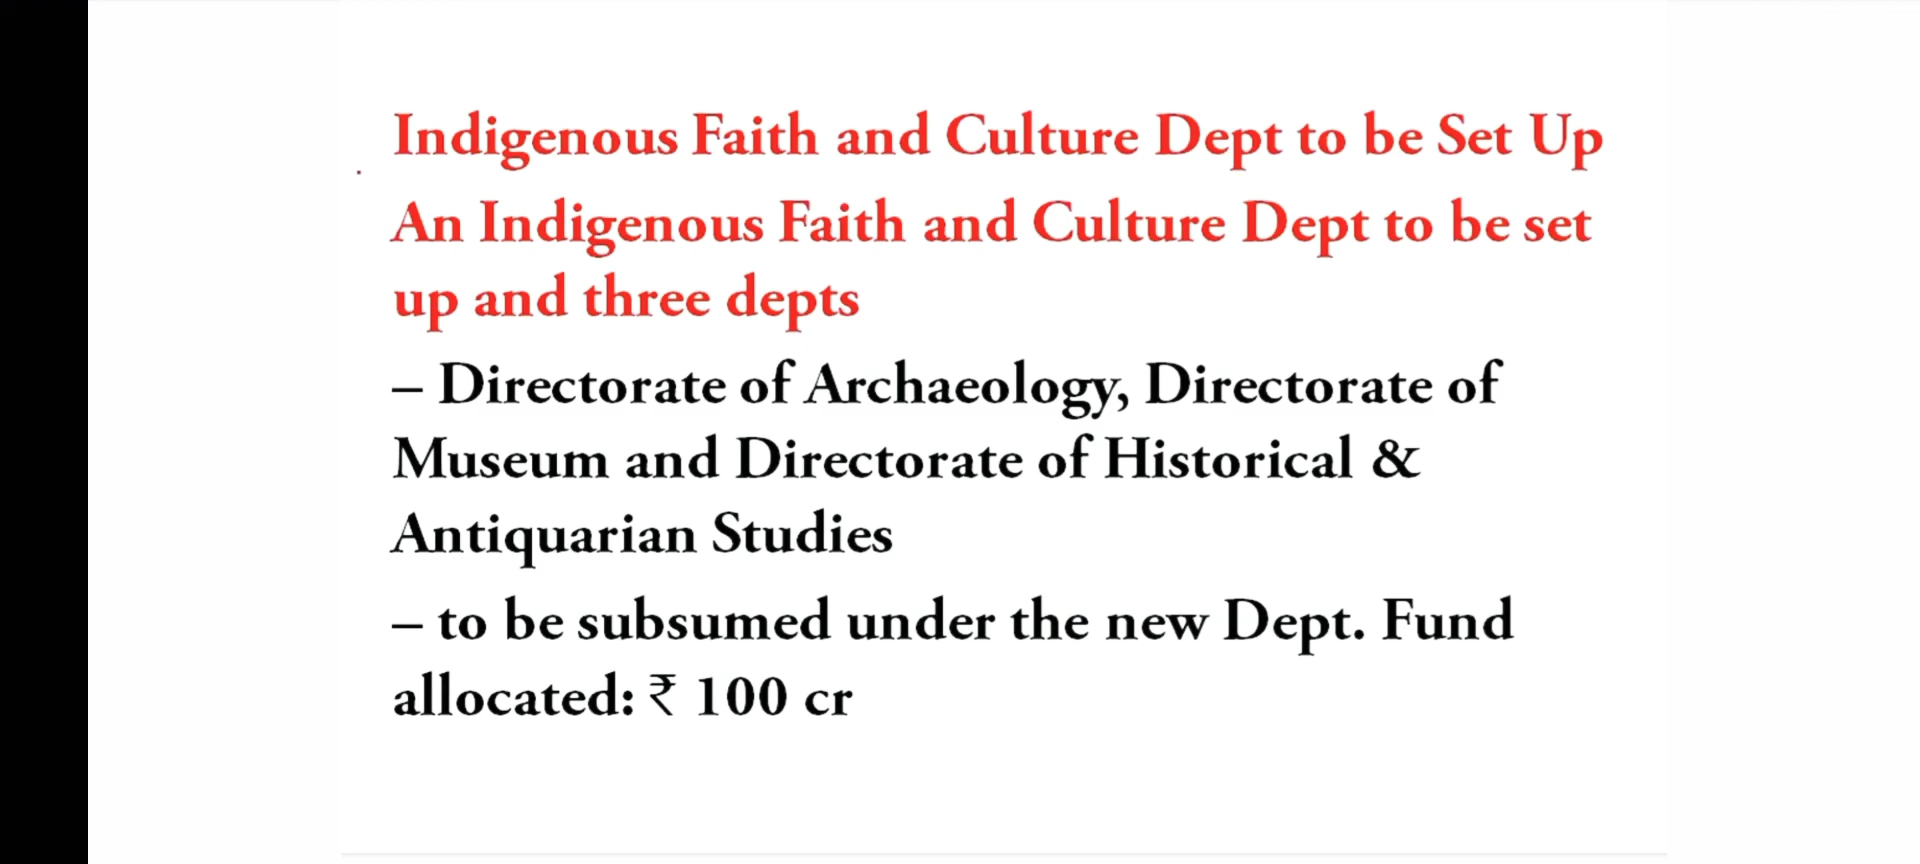 Indigenous Faith and Culture Dept to be Set Up
An Indigenous Faith and Culture Dept to be set
up and three depts
– Directorate of Archaeology, Directorate of
Museum and Directorate of Historical &
Antiquarian Studies
– to be subsumed under the new Dept. Fund
allocated: ₹ 100 cr